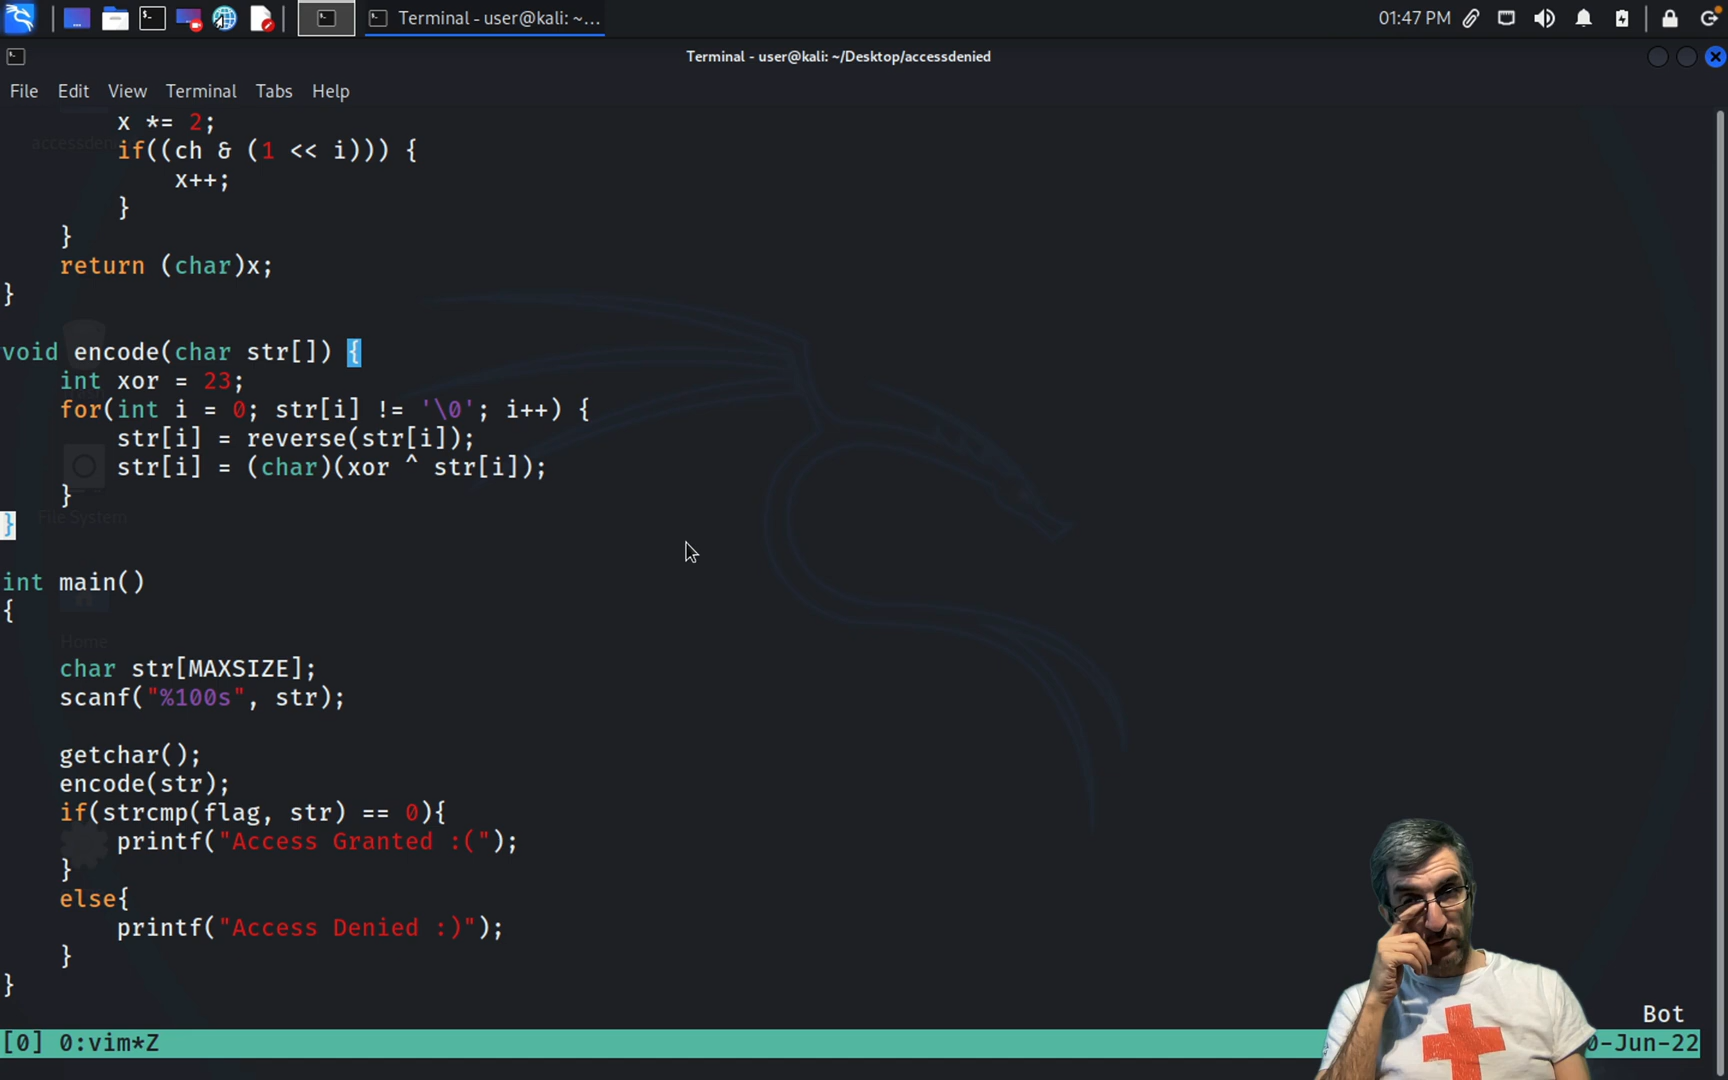 Terminal - user@kali: ~...
01:47 PM
Terminal - user@kali: ~/Desktop/accessdenied
File Edit View Terminal Tabs Help
x *= 2;
if((ch & (1 << i))) {
x++;
}
}
return (char)x;
}
void encode(char str[]) {
int xor = 23;
for(int i = 0; str[i] != '\0'; i++) {
str[i] = reverse(str[i]);
str[i] = (char)(xor ^ str[i]);
}
}
File System
int main()
{
Home
char str[MAXSIZE];
scanf("%100s", str);
getchar();
encode(str);
if(strcmp(flag, str) == 0){
printf("Access Granted :(");
}
else{
printf("Access Denied :)");
}
}
Bot
[0] 0:vim*Z
0-Jun-22